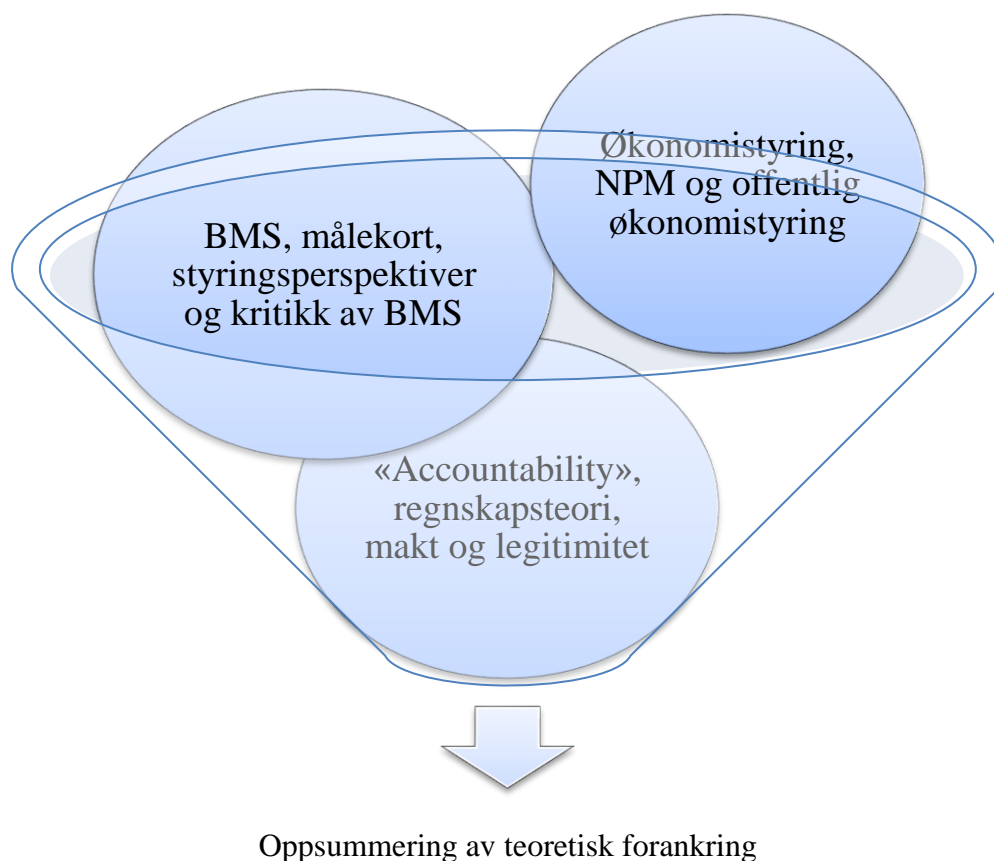 Økonomistyring,
NPM og offentlig
økonomistyring
BMS, målekort,
styringsperspektiver
og kritikk av BMS
«Accountability»,
regnskapsteori,
makt og legitimitet
Oppsummering av teoretisk forankring